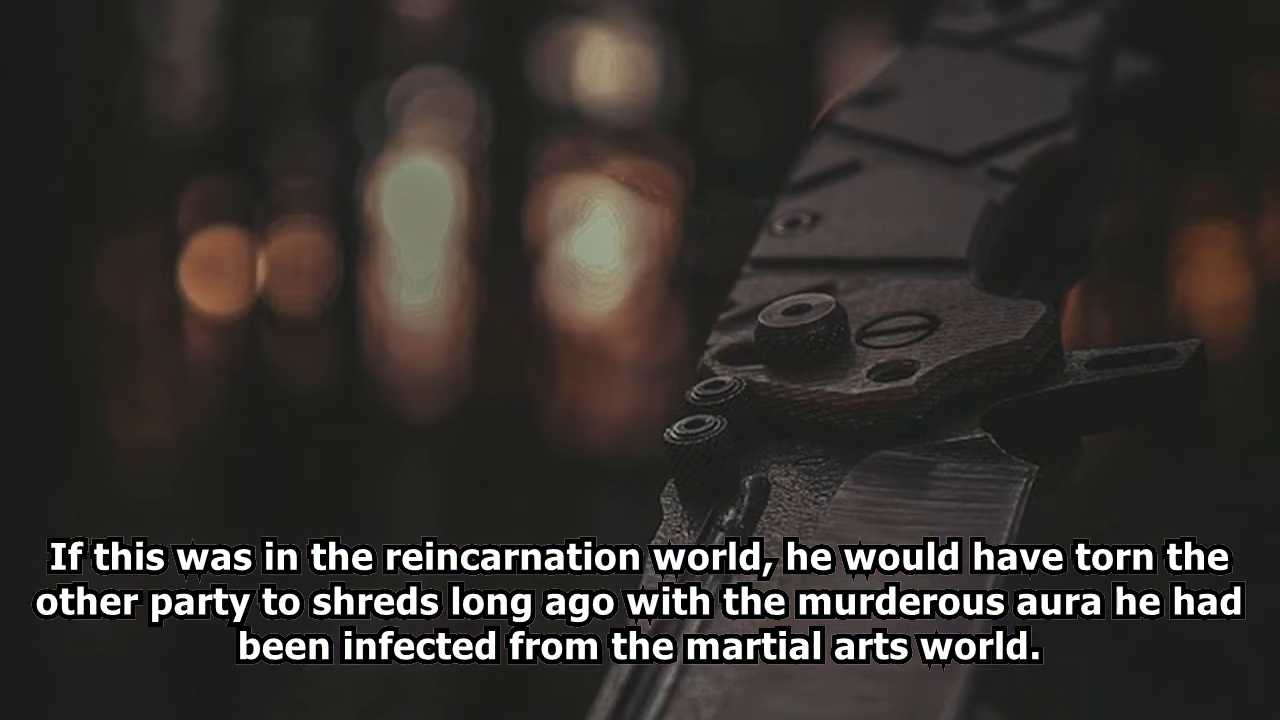 If this was in the reincarnation world, he would have torn the
other party to shreds long ago with the murderous aura he had
been infected from the martial arts world.